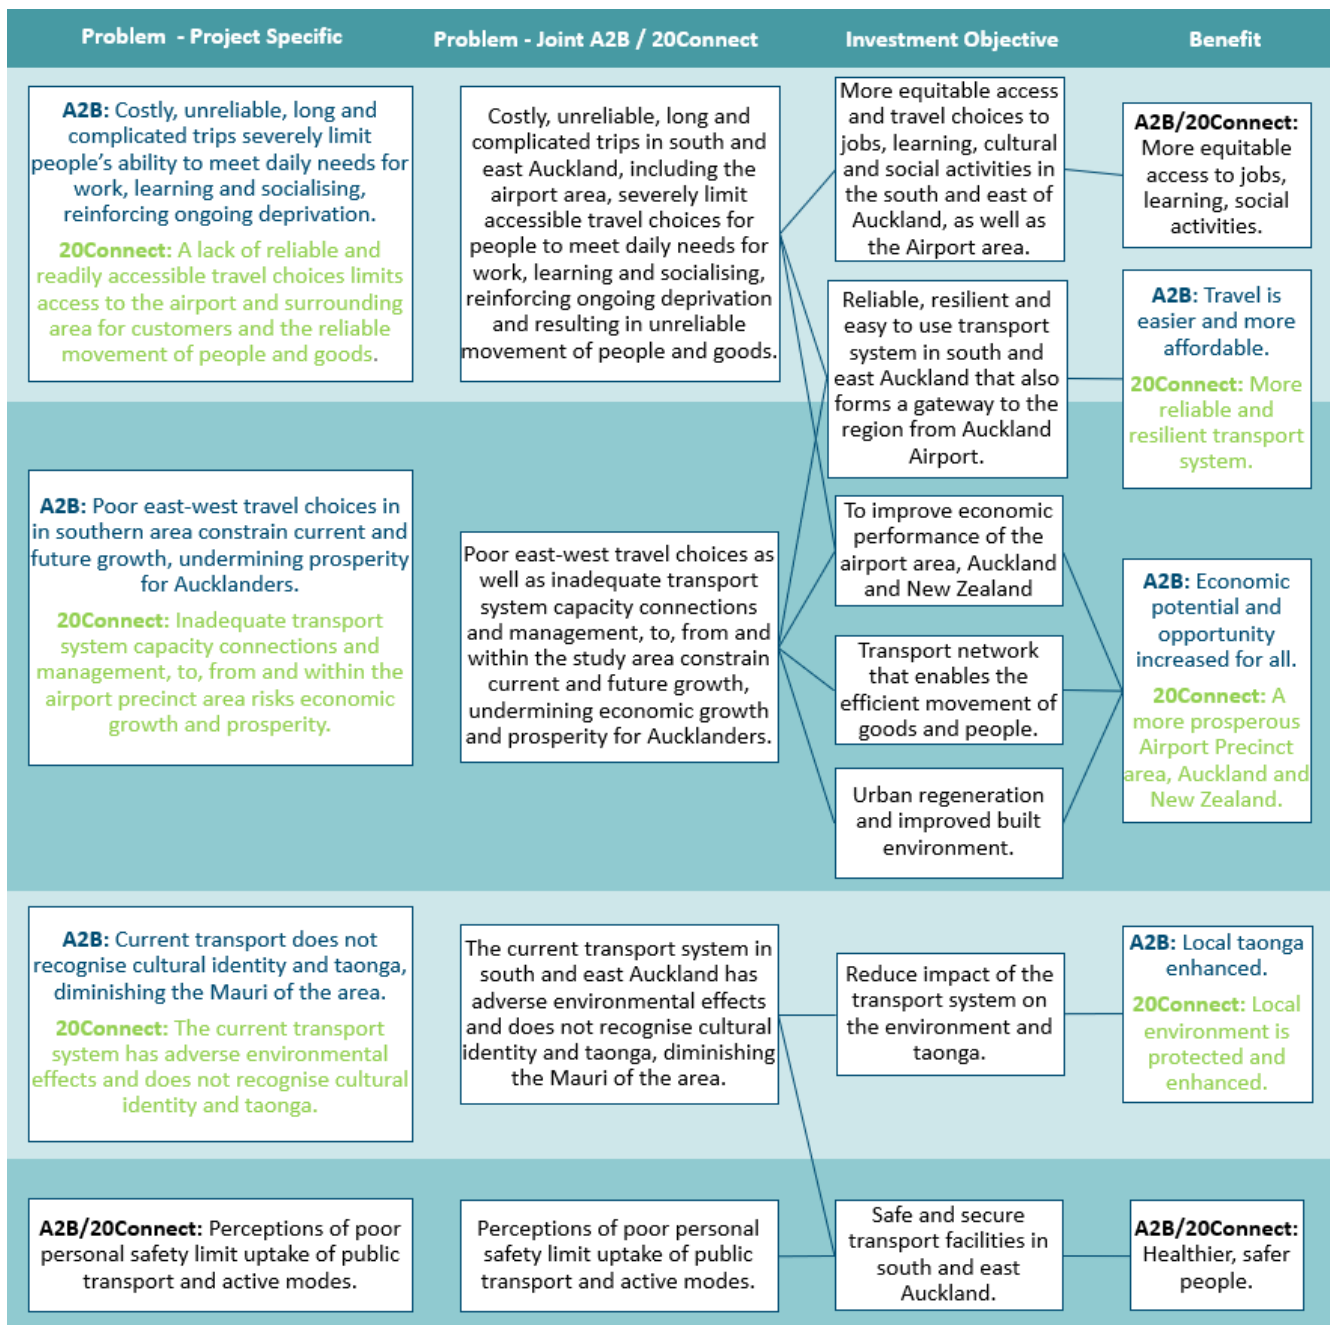 Problem - Project Specific
Problem - Joint A2B / 20Connect
Investment Objective
Benefit
A2B: Costly, unreliable, long and
complicated trips severely limit
people’s ability to meet daily needs for
work, learning and socialising,
reinforcing ongoing deprivation.
20Connect: A lack of reliable and
readily accessible travel choices limits
access to the airport and surrounding
area for customers and the reliable
movement of people and goods.
Costly, unreliable, long and
complicated trips in south and
east Auckland, including the
airport area, severely limit
accessible travel choices for
people to meet daily needs for
work, learning and socialising,
reinforcing ongoing deprivation
and resulting in unreliable
movement of people and goods.
More equitable access
and travel choices to
jobs, learning, cultural
and social activities in
the south and east of
Auckland, as well as
the Airport area.
A2B/20Connect:
More equitable
access to jobs,
learning, social
activities.
Reliable, resilient and
easy to use transport
system in south and
east Auckland that also
forms a gateway to the
region from Auckland
Airport.
A2B: Travel is
easier and more
affordable.
20Connect: More
reliable and
resilient transport
system.
A2B: Poor east-west travel choices in
in southern area constrain current and
future growth, undermining prosperity
for Aucklanders.
20Connect: Inadequate transport
system capacity connections and
management, to, from and within the
airport precinct area risks economic
growth and prosperity.
Poor east-west travel choices as
well as inadequate transport
system capacity connections
and management, to, from and
within the study area constrain
current and future growth,
undermining economic growth
and prosperity for Aucklanders.
To improve economic
performance of the
airport area, Auckland
and New Zealand
Transport network
that enables the
efficient movement of
goods and people.
Urban regeneration
and improved built
environment.
A2B: Economic
potential and
opportunity
increased for all.
20Connect: A
more prosperous
Airport Precinct
area, Auckland and
New Zealand.
A2B: Current transport does not
recognise cultural identity and taonga,
diminishing the Mauri of the area.
20Connect: The current transport
system has adverse environmental
effects and does not recognise cultural
identity and taonga.
The current transport system in
south and east Auckland has
adverse environmental effects
and does not recognise cultural
identity and taonga, diminishing
the Mauri of the area.
Reduce impact of the
transport system on
the environment and
taonga.
A2B: Local taonga
enhanced.
20Connect: Local
environment is
protected and
enhanced.
A2B/20Connect: Perceptions of poor
personal safety limit uptake of public
transport and active modes.
Perceptions of poor personal
safety limit uptake of public
transport and active modes.
Safe and secure
transport facilities in
south and east
Auckland.
A2B/20Connect:
Healthier, safer
people.